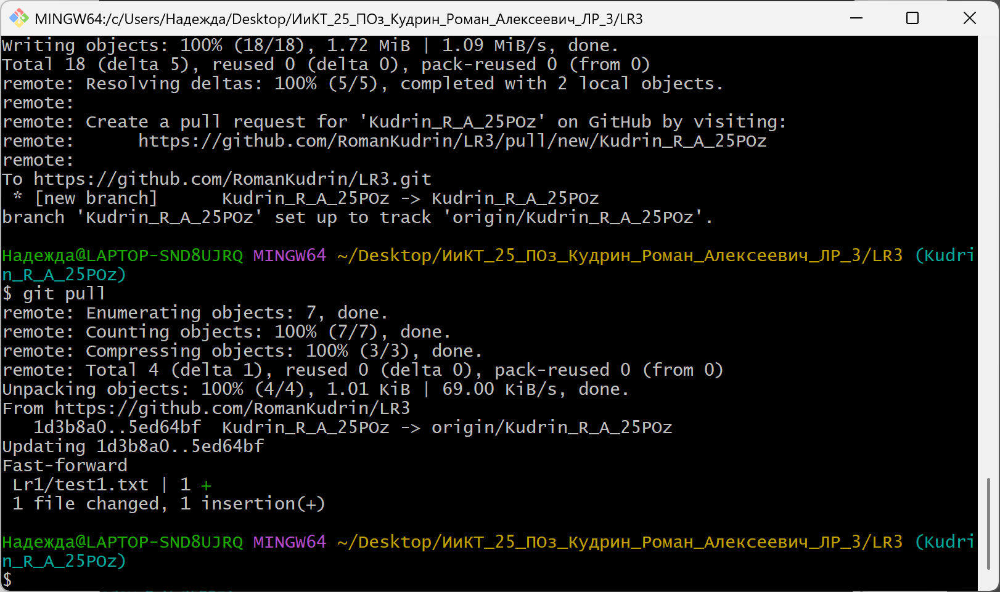 MINGW64:/c/Users/Надежда/Desktop/ИиКТ_25_ПОз_Кудрин_Роман_Алексеевич_ЛР_3/LR3
Writing objects: 100% (18/18), 1.72 MiB | 1.09 MiB/s, done.
Total 18 (delta 5), reused 0 (delta 0), pack-reused 0 (from 0)
remote: Resolving deltas: 100% (5/5), completed with 2 local objects.
remote:
remote: Create a pull request for 'Kudrin_R_A_25POz' on GitHub by visiting:
remote:      https://github.com/RomanKudrin/LR3/pull/new/Kudrin_R_A_25POz
remote:
To https://github.com/RomanKudrin/LR3.git
 * [new branch]      Kudrin_R_A_25POz -> Kudrin_R_A_25POz
branch 'Kudrin_R_A_25POz' set up to track 'origin/Kudrin_R_A_25POz'.
Надежда@LAPTOP-SND8UJRQ MINGW64 ~/Desktop/ИиКТ_25_ПОз_Кудрин_Роман_Алексеевич_ЛР_3/LR3 (Kudri
n_R_A_25POz)
$ git pull
remote: Enumerating objects: 7, done.
remote: Counting objects: 100% (7/7), done.
remote: Compressing objects: 100% (3/3), done.
remote: Total 4 (delta 1), reused 0 (delta 0), pack-reused 0 (from 0)
Unpacking objects: 100% (4/4), 1.01 KiB | 69.00 KiB/s, done.
From https://github.com/RomanKudrin/LR3
   1d3b8a0..5ed64bf  Kudrin_R_A_25POz -> origin/Kudrin_R_A_25POz
Updating 1d3b8a0..5ed64bf
Fast-forward
 Lr1/test1.txt | 1 +
 1 file changed, 1 insertion(+)
Надежда@LAPTOP-SND8UJRQ MINGW64 ~/Desktop/ИиКТ_25_ПОз_Кудрин_Роман_Алексеевич_ЛР_3/LR3 (Kudri
n_R_A_25POz)
$